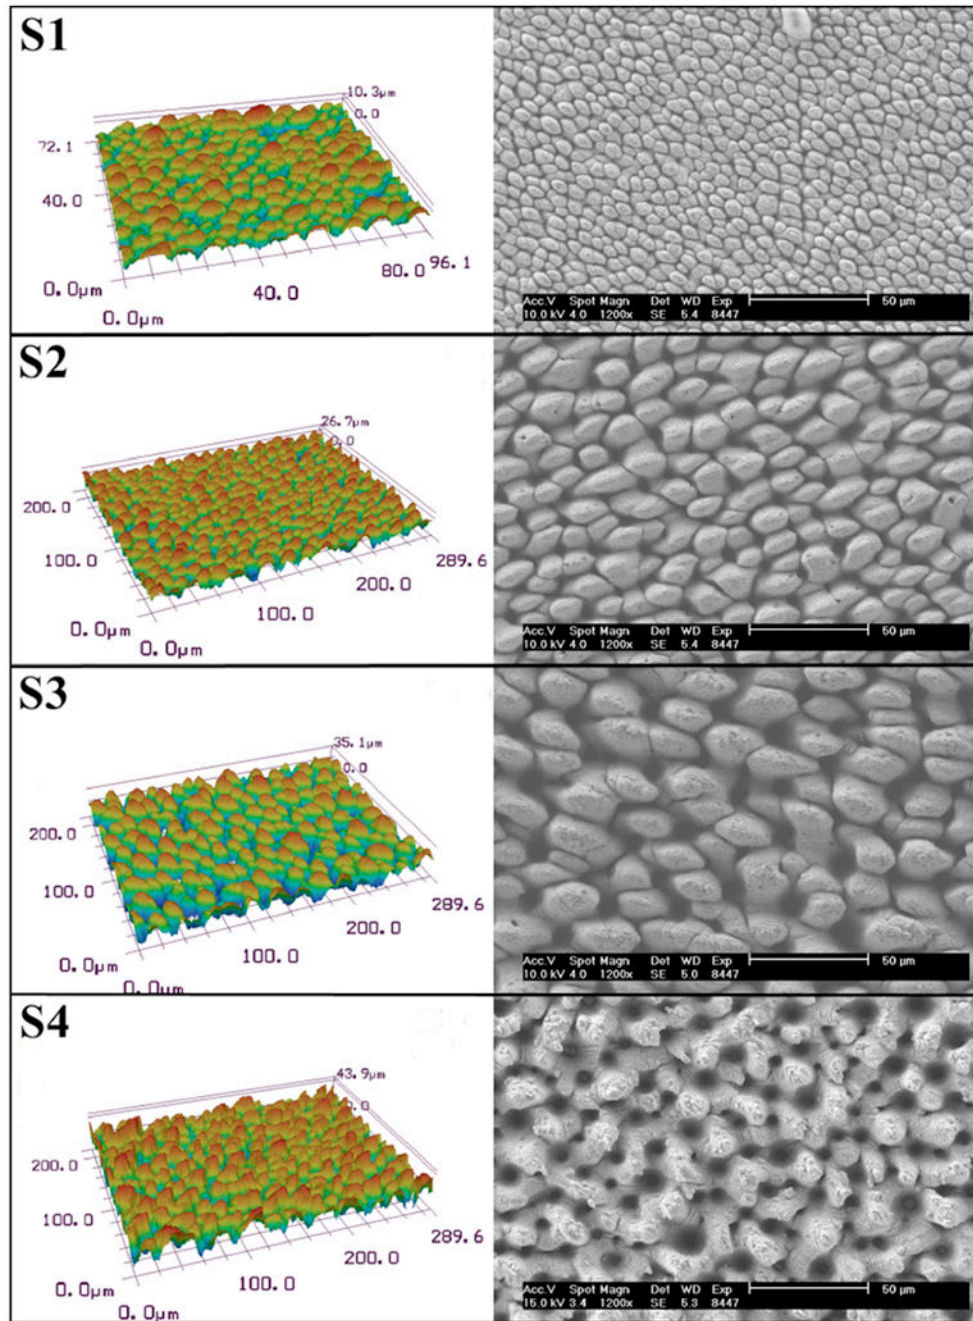 S1
10.3µm
0.0
72.1
40.0
0.0µm
0.0µm
40.0
80.0
96.1
Acc.V Spot Magn Det WD Exp 50 µm
10.0 kV 4.0 1200x SE 5.4 8447
S2
26.7µm
0.0
200.0
100.0
0.0µm
0.0µm
100.0
200.0
289.6
Acc.V Spot Magn Det WD Exp 50 µm
10.0 kV 4.0 1200x SE 5.4 8447
S3
35.1µm
0.0
200.0
100.0
0.0µm
0.0µm
100.0
200.0
289.6
Acc.V Spot Magn Det WD Exp 50 µm
10.0 kV 4.0 1200x SE 5.0 8447
S4
43.9µm
0.0
200.0
100.0
0.0µm
0.0µm
100.0
200.0
289.6
Acc.V Spot Magn Det WD Exp 50 µm
15.0 kV 3.4 1200x SE 5.3 8447